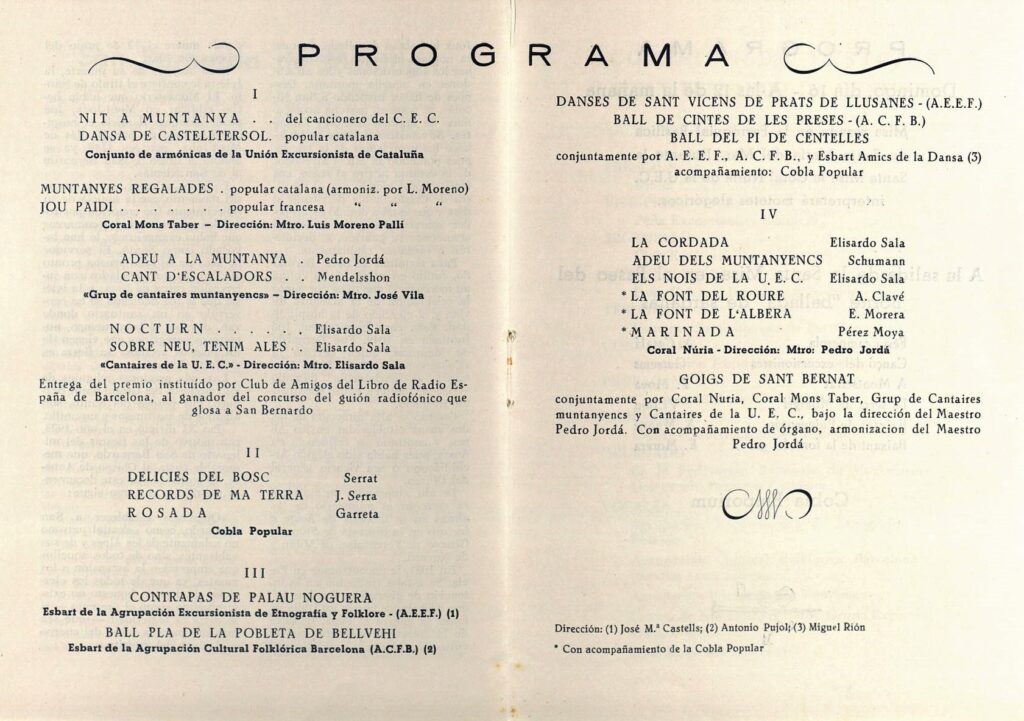 PROGRAMA
I
NIT A MUNTANYA . . del cancionero del C. E. C.
DANSA DE CASTELLTERSOL. popular catalana
Conjunto de armónicas de la Unión Excursionista de Cataluña
MUNTANYES REGALADES . popular catalana (armoniz. por L. Moreno)
JOU PAIDI . . . . . . . popular francesa “ “ “
Coral Mons Taber – Dirección: Mtro. Luis Moreno Pallí
ADEU A LA MUNTANYA . Pedro Jordá
CANT D'ESCALADORS . . Mendelsshon
«Grup de cantaires muntanyencs» – Dirección: Mtro. José Vila
NOCTURN . . . . . . Elisardo Sala
SOBRE NEU, TENIM ALES . Elisardo Sala
«Cantaires de la U. E. C.» - Dirección: Mtro. Elisardo Sala
Entrega del premio instituído por Club de Amigos del Libro de Radio Es-
paña de Barcelona, al ganador del concurso del guión radiofónico que
glosa a San Bernardo
II
DELICIES DEL BOSC Serrat
RECORDS DE MA TERRA J. Serra
ROSADA Garreta
Cobla Popular
III
CONTRAPAS DE PALAU NOGUERA
Esbart de la Agrupación Excursionista de Etnografía y Folklore - (A.E.E.F.) (1)
BALL PLA DE LA POBLETA DE BELLVEHI
Esbart de la Agrupación Cultural Folklórica Barcelona (A.C.F.B.) (2)
DANSES DE SANT VICENS DE PRATS DE LLUSANES - (A.E.E.F.)
BALL DE CINTES DE LES PRESES - (A. C. F. B.)
BALL DEL PI DE CENTELLES
conjuntamente por A. E. E. F., A. C. F. B., y Esbart Amics de la Dansa (3)
acompañamiento: Cobla Popular
IV
LA CORDADA Elisardo Sala
ADEU DELS MUNTANYENCS Schumann
ELS NOIS DE LA U. E. C. Elisardo Sala
* LA FONT DEL ROURE A. Clavé
* LA FONT DE L'ALBERA E. Morera
* MARINADA Pérez Moya
Coral Núria - Dirección: Mtro: Pedro Jordá
GOIGS DE SANT BERNAT
conjuntamente por Coral Nuria, Coral Mons Taber, Grup de Cantaires
muntanyencs y Cantaires de la U. E. C., bajo la dirección del Maestro
Pedro Jordá. Con acompañamiento de órgano, armonizacion del Maestro
Pedro Jordá
Dirección: (1) José M.ª Castells; (2) Antonio Pujol; (3) Miguel Rión
* Con acompañamiento de la Cobla Popular